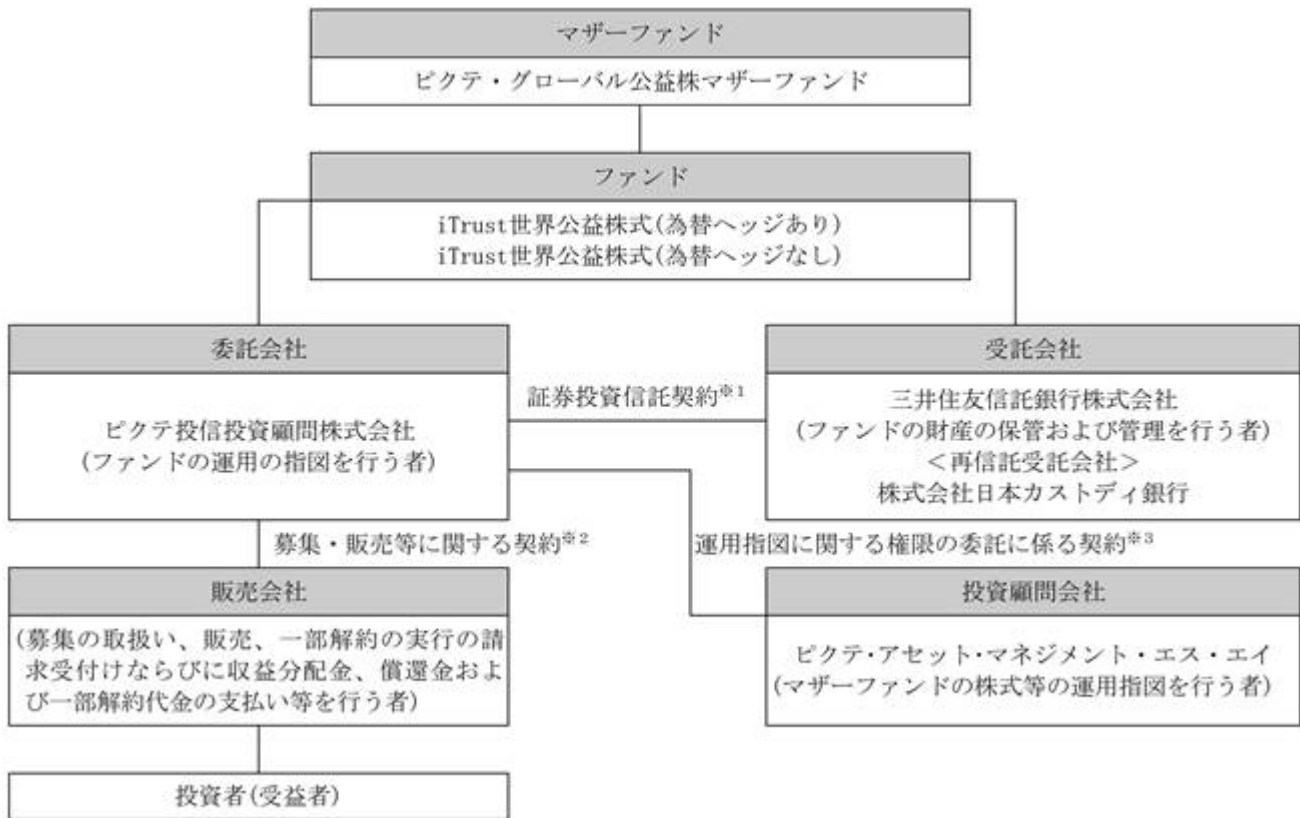 マザーファンド
ピクテ・グローバル公益株マザーファンド
ファンド
iTrust世界公益株式(為替ヘッジあり)
iTrust世界公益株式(為替ヘッジなし)
委託会社
ピクテ投信投資顧問株式会社
(ファンドの運用の指図を行う者)
証券投資信託契約※1
受託会社
三井住友信託銀行株式会社
(ファンドの財産の保管および管理を行う者)
＜再信託受託会社＞
株式会社日本カストディ銀行
募集・販売等に関する契約※2
運用指図に関する権限の委託に係る契約※3
販売会社
(募集の取扱い、販売、一部解約の実行の請
求受付けならびに収益分配金、償還金およ
び一部解約代金の支払い等を行う者)
投資顧問会社
ピクテ・アセット・マネジメント・エス・エイ
(マザーファンドの株式等の運用指図を行う者)
投資者(受益者)